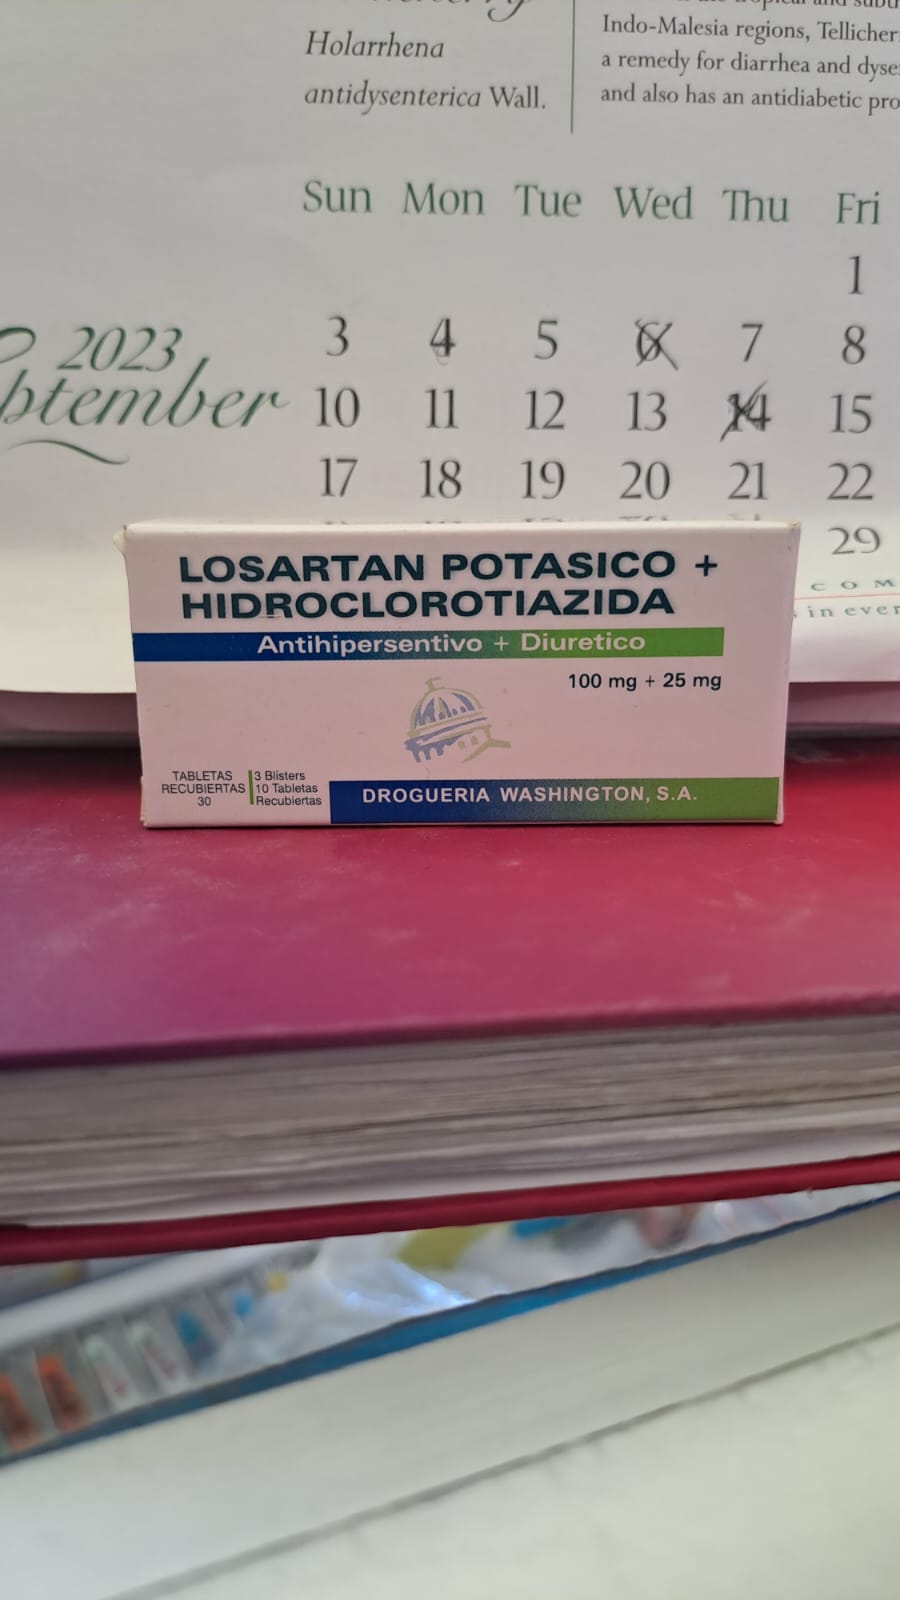 Holarrhena
antidysenterica Wall.
Indo-Malesia regions,
a remedy for diarrhea and
and also has an antidiabetic
Sun Mon Tue Wed Thu Fri
1
2023
3 4 5 6 7 8
10 11 12 13 14 15
17 18 19 20 21 22
29
LOSARTAN POTASICO +
HIDROCLOROTIAZIDA
Antihipersentivo + Diuretico
100 mg + 25 mg
TABLETAS
RECUBIERTAS
30
3 Blisters
10 Tabletas
Recubiertas
DROGUERIA WASHINGTON, S.A.
C O M
in ever